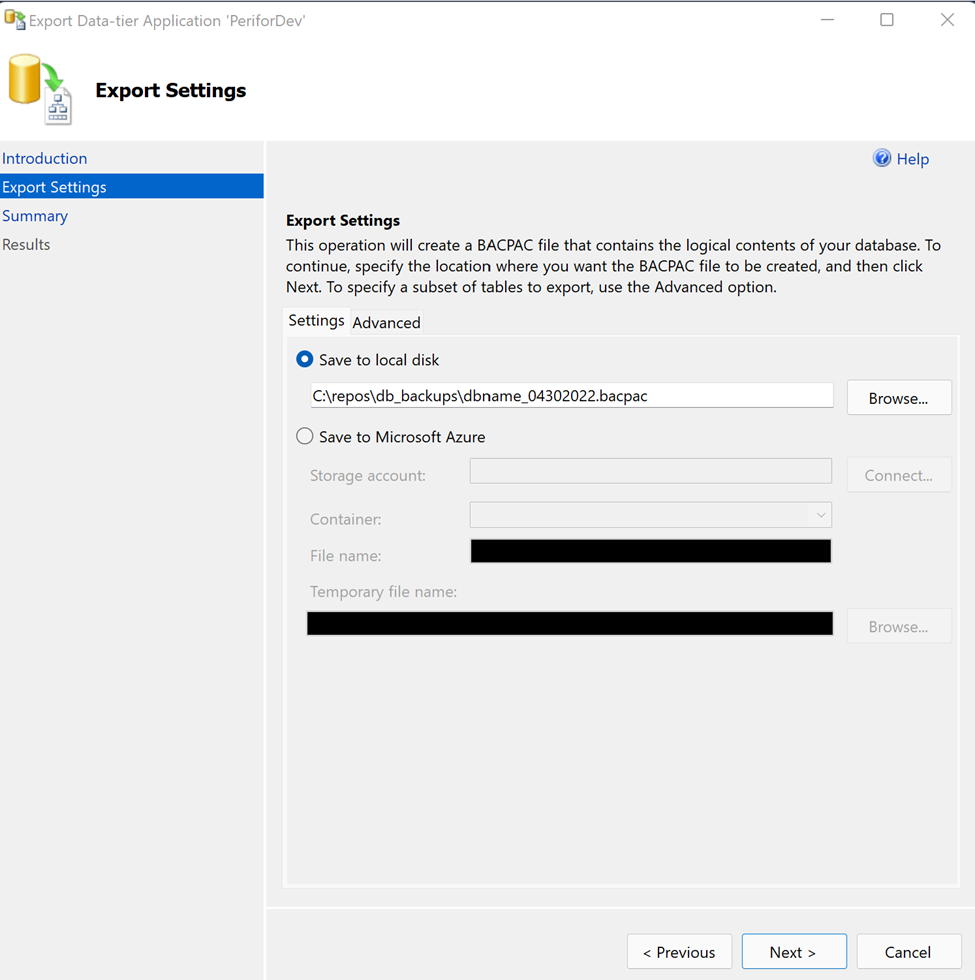 Export Data-tier Application 'PeriforDev'
Export Settings
Introduction
Export Settings
Summary
Results
Help
Export Settings
This operation will create a BACPAC file that contains the logical contents of your database. To
continue, specify the location where you want the BACPAC file to be created, and then click
Next. To specify a subset of tables to export, use the Advanced option.
Settings Advanced
Save to local disk
C:\repos\db_backups\dbname_04302022.bacpac Browse...
Save to Microsoft Azure
Storage account: Connect...
Container:
File name:
Temporary file name:
Browse...
< Previous Next > Cancel